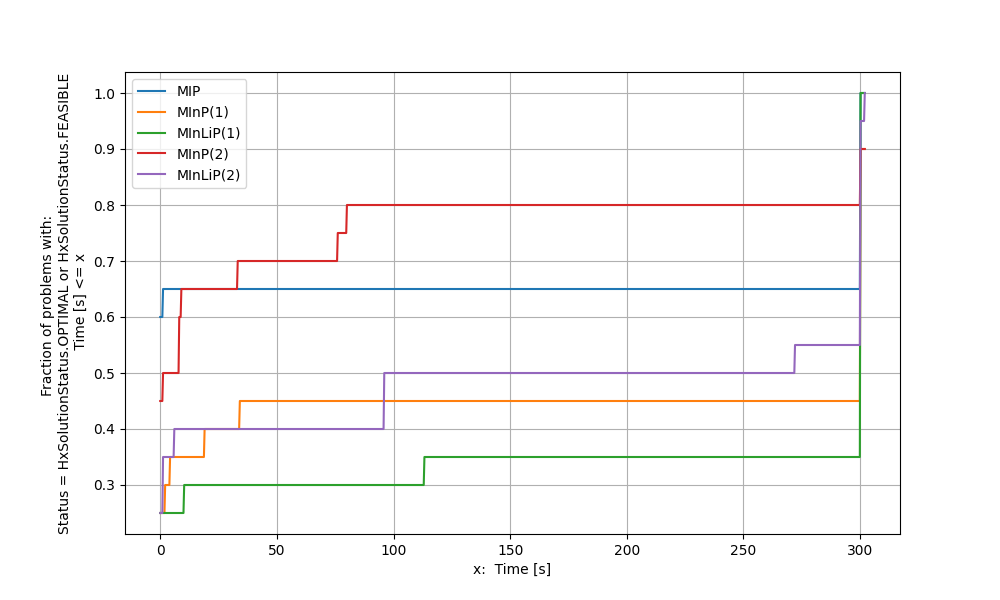 Fraction of problems with:
Status = HxSolutionStatus.OPTIMAL or HxSolutionStatus.FEASIBLE
Time [s] <= x
1.0
0.9
0.8
0.7
0.6
0.5
0.4
0.3
MIP
MInP(1)
MInLiP(1)
MInP(2)
MInLiP(2)
0 50 100 150 200 250 300
x:  Time [s]